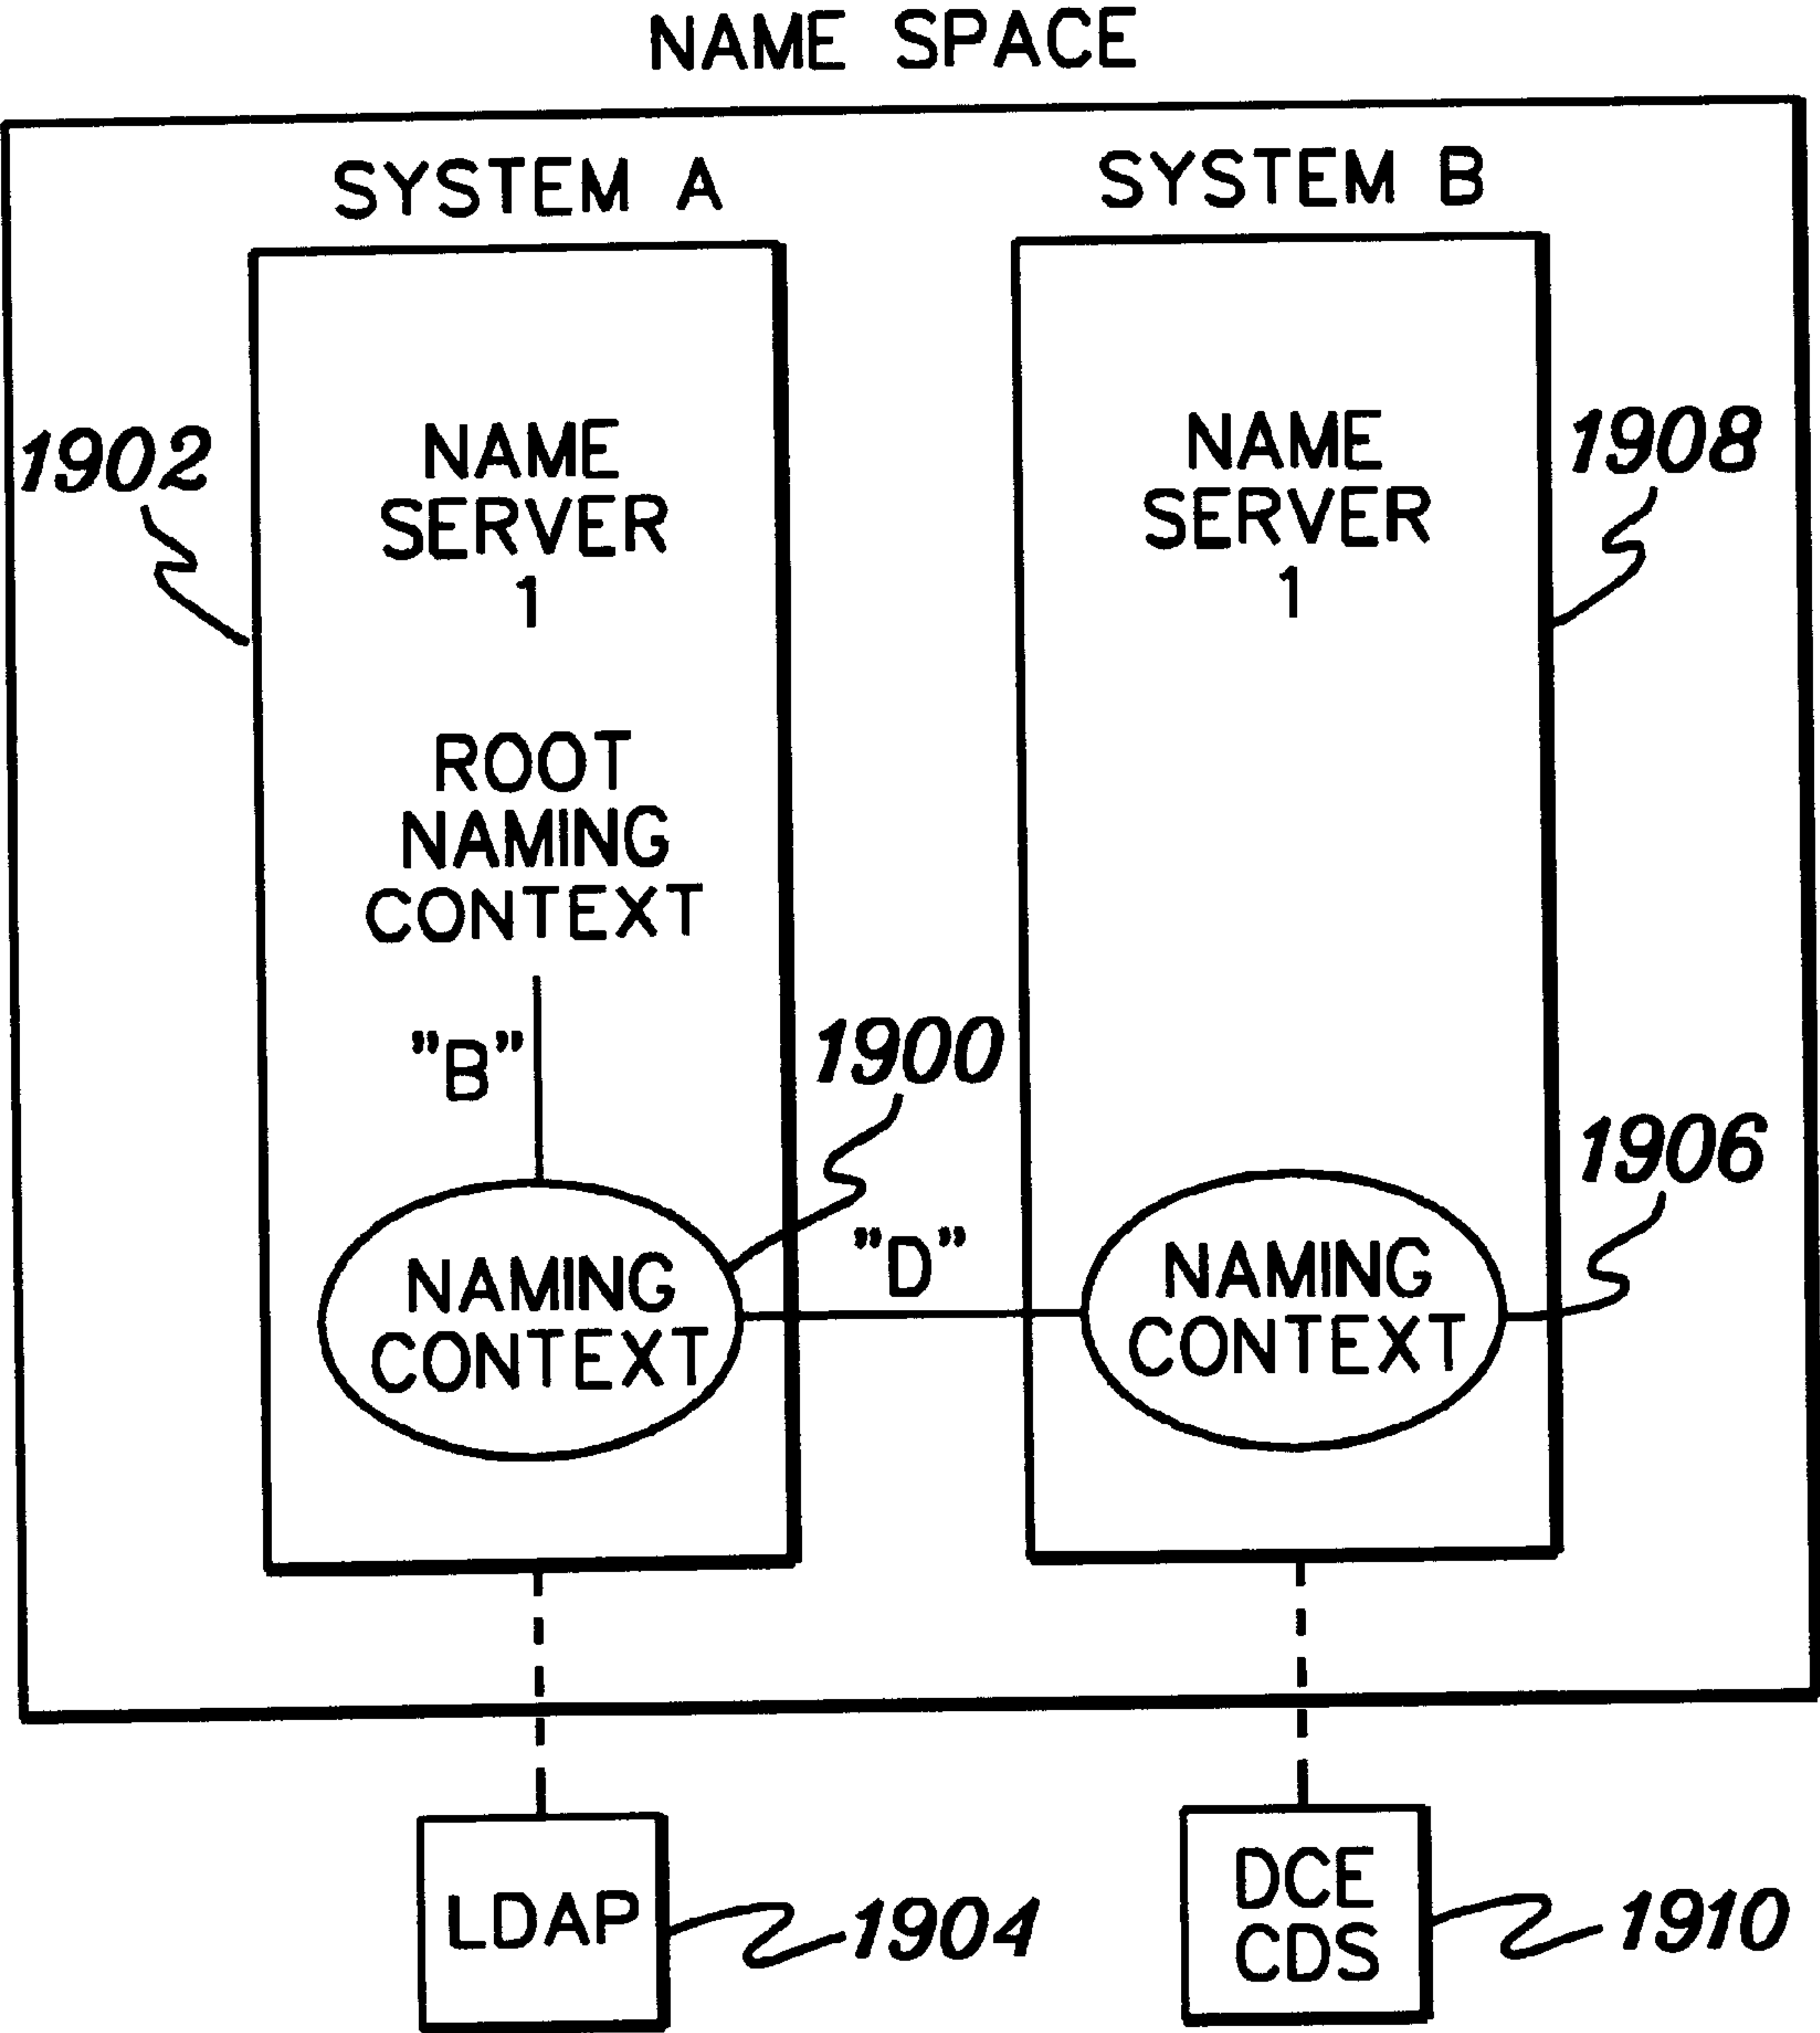 NAME SPACE
SYSTEM A
SYSTEM B
1902
NAME
SERVER
1
NAME
SERVER
1
1908
ROOT
NAMING
CONTEXT
"B"
1900
"D"
1906
NAMING
CONTEXT
NAMING
CONTEXT
LDAP
1904
DCE
CDS
1910